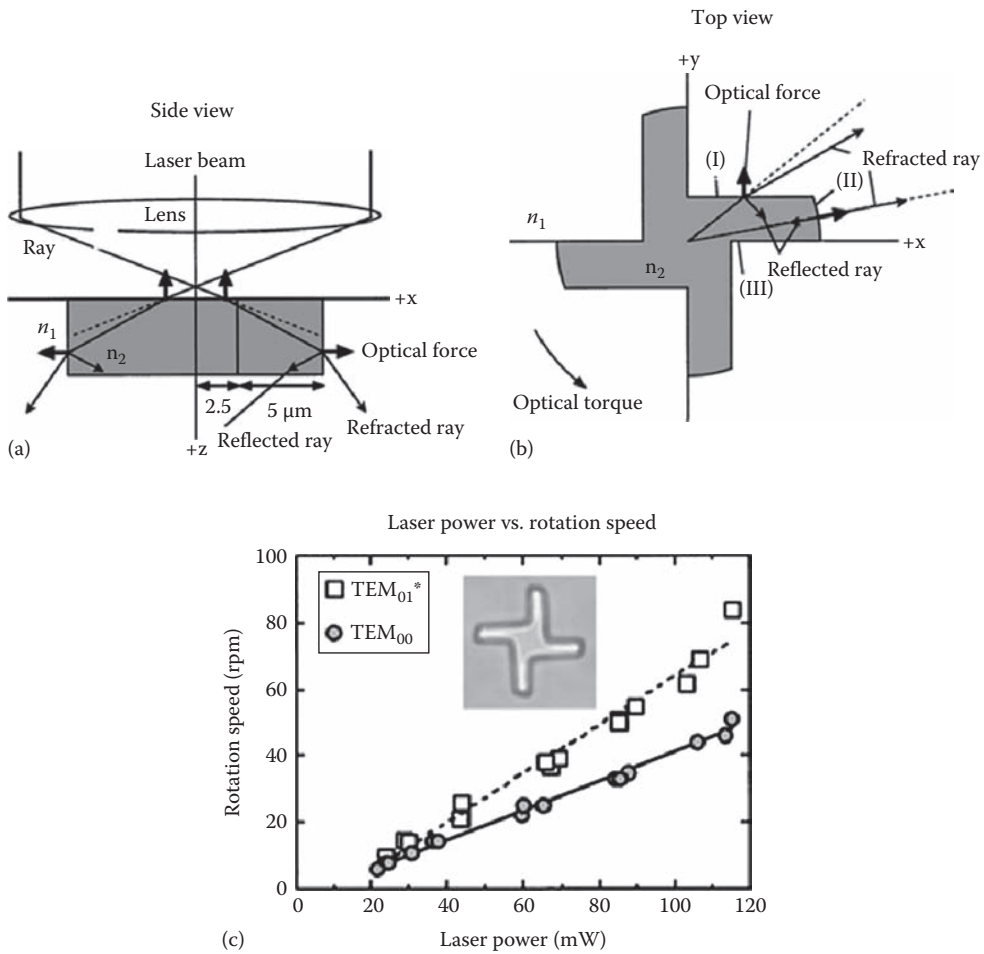 Top view
+y
Optical force
Side view
Laser beam
(I)
Refracted ray
(II)
Lens
n₁
Ray
+x
+x
Reflected ray
n₂
(III)
n₁
n₂
Optical force
Optical torque
2.5
5 μm
Reflected ray
Refracted ray
+z
(a)
(b)
Laser power vs. rotation speed
100
TEM₀₁*
TEM₀₀
80
60
40
20
0
Rotation speed (rpm)
0 20 40 60 80 100 120
Laser power (mW)
(c)